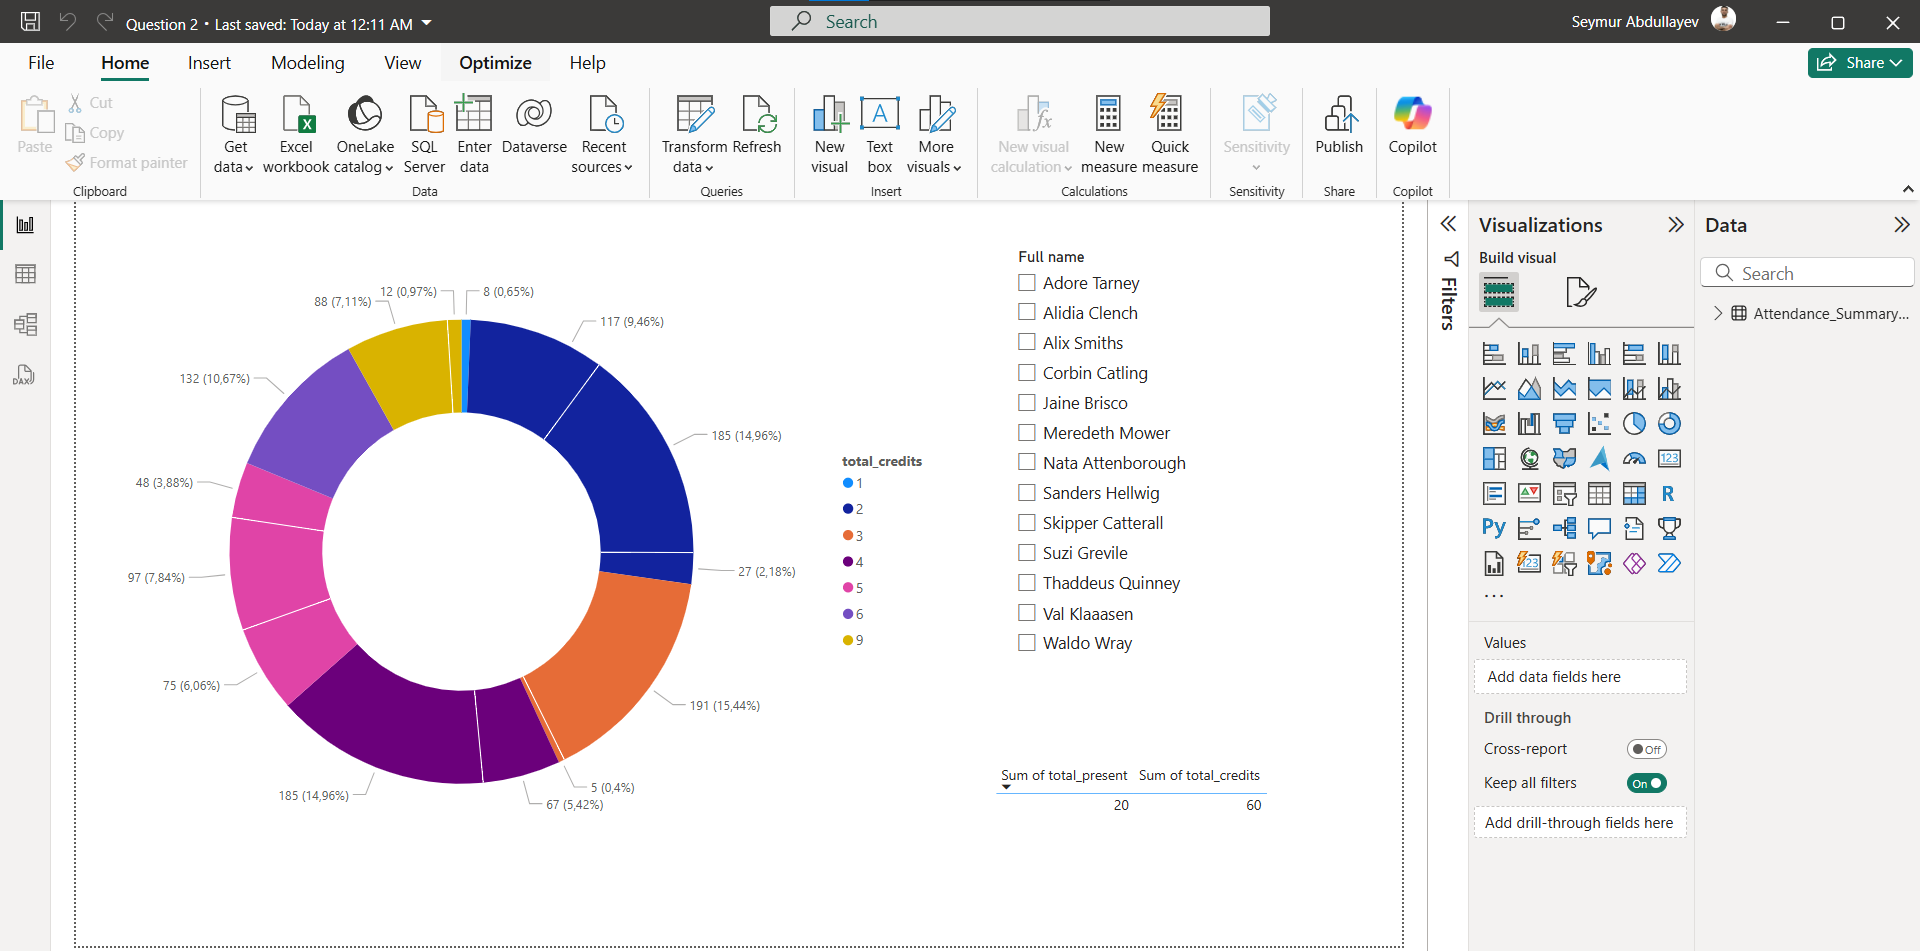 Question 2 • Last saved: Today at 12:11 AM
Search
Seymur Abdullayev
File
Home
Insert
Modeling
View
Optimize
Help
Share
Paste
Cut
Copy
Format painter
Clipboard
Get data
Excel workbook
OneLake catalog
SQL Server
Enter data
Dataverse
Recent sources
Data
Transform data
Refresh
Queries
New visual
Text box
More visuals
Insert
New visual calculation
New measure
Quick measure
Calculations
Sensitivity
Sensitivity
Publish
Share
Copilot
Copilot
DAX
12 (0,97%)
8 (0,65%)
88 (7,11%)
117 (9,46%)
132 (10,67%)
185 (14,96%)
48 (3,88%)
27 (2,18%)
97 (7,84%)
75 (6,06%)
191 (15,44%)
185 (14,96%)
5 (0,4%)
67 (5,42%)
total_credits
1
2
3
4
5
6
9
Full name
Adore Tarney
Alidia Clench
Alix Smiths
Corbin Catling
Jaine Brisco
Meredeth Mower
Nata Attenborough
Sanders Hellwig
Skipper Catterall
Suzi Grevile
Thaddeus Quinney
Val Klaaasen
Waldo Wray
Sum of total_present Sum of total_credits
20 60
Filters
Visualizations
Build visual
123
R
Py
123
...
Values
Add data fields here
Drill through
Cross-report
Off
Keep all filters
On
Add drill-through fields here
Data
Search
Attendance_Summary...